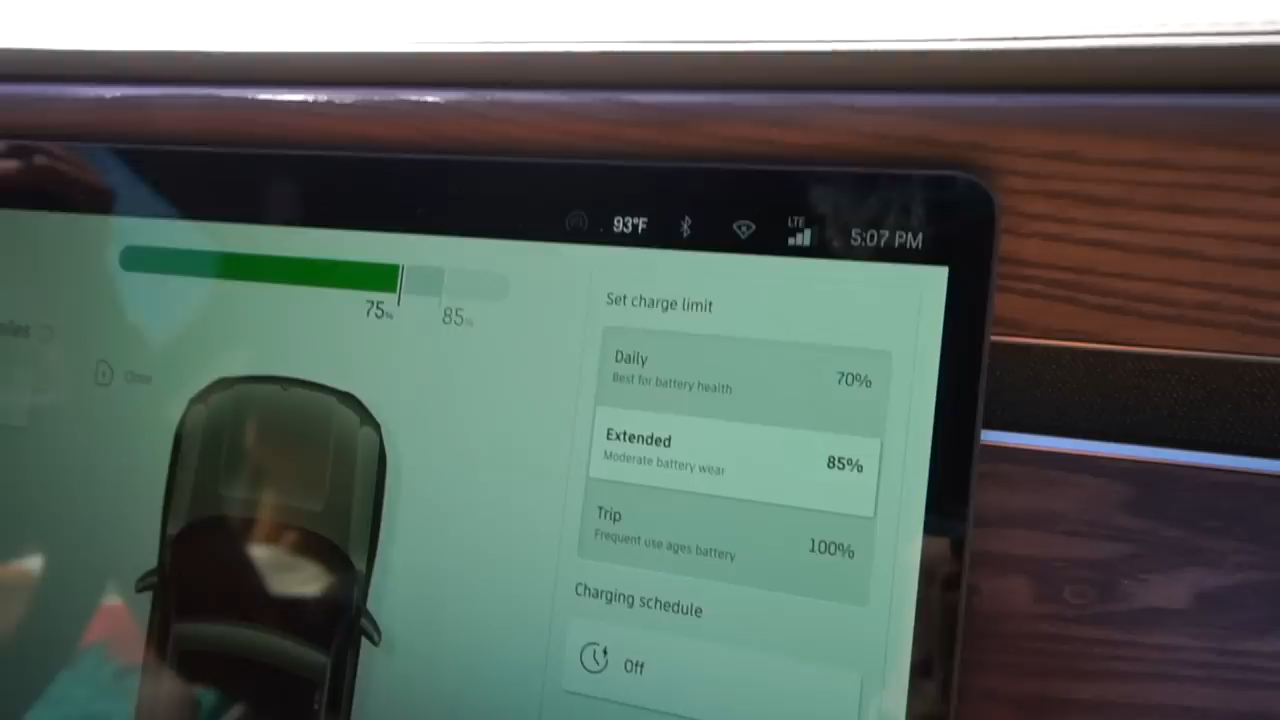 93°F LTE 5:07 PM
75%
85%
Close
Set charge limit
Daily 70%
Best for battery health
Extended 85%
Moderate battery wear
Trip 100%
Frequent use ages battery
Charging schedule
Off